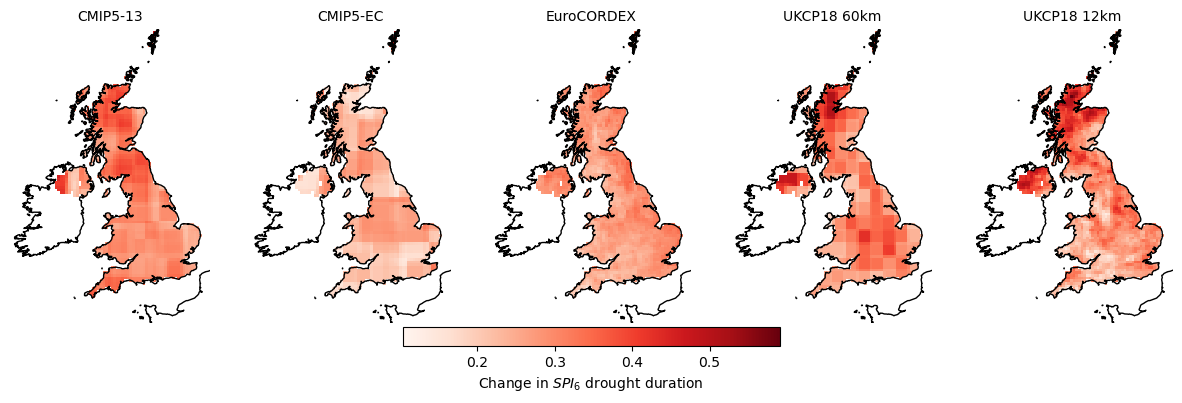 CMIP5-13 CMIP5-EC EuroCORDEX UKCP18 60km UKCP18 12km
0.2 0.3 0.4 0.5
Change in SPI6 drought duration